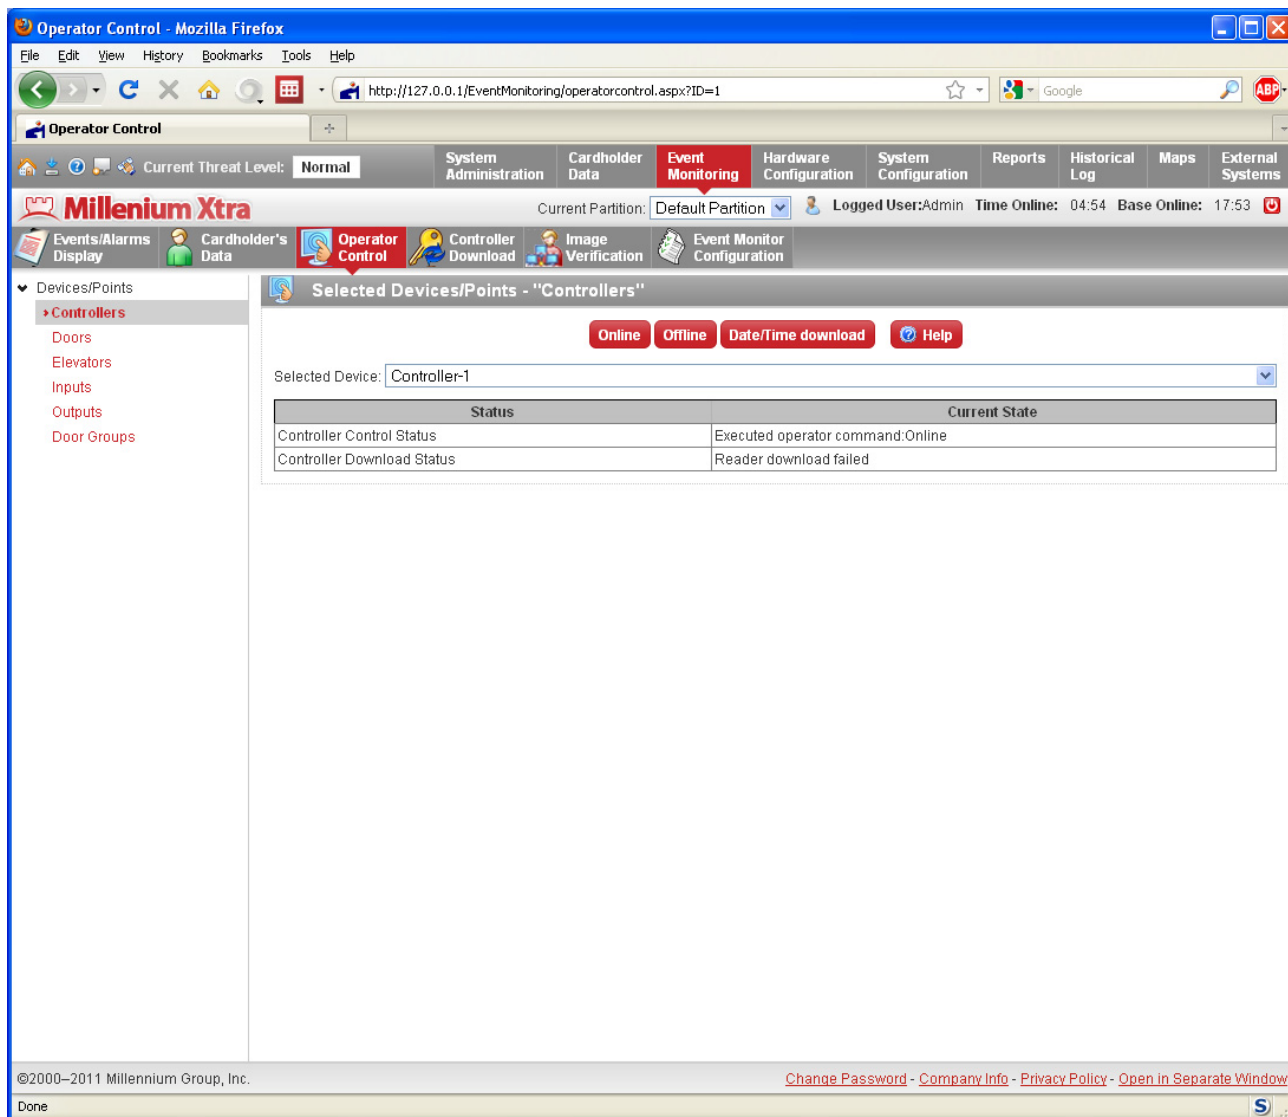 Operator Control - Mozilla Firefox
File Edit View History Bookmarks Tools Help
http://127.0.0.1/EventMonitoring/operatorcontrol.aspx?ID=1
Google
ABP
Operator Control
Current Threat Level: Normal
System Administration
Cardholder Data
Event Monitoring
Hardware Configuration
System Configuration
Reports
Historical Log
Maps
External Systems
Millenium Xtra
Current Partition: Default Partition
Logged User:Admin Time Online: 04:54 Base Online: 17:53
Events/Alarms Display
Cardholder's Data
Operator Control
Controller Download
Image Verification
Event Monitor Configuration
Devices/Points
Controllers
Doors
Elevators
Inputs
Outputs
Door Groups
Selected Devices/Points - "Controllers"
Online Offline Date/Time download Help
Selected Device: Controller-1
Status Current State
Controller Control Status Executed operator command:Online
Controller Download Status Reader download failed
©2000–2011 Millennium Group, Inc.
Change Password - Company Info - Privacy Policy - Open in Separate Window
Done
S